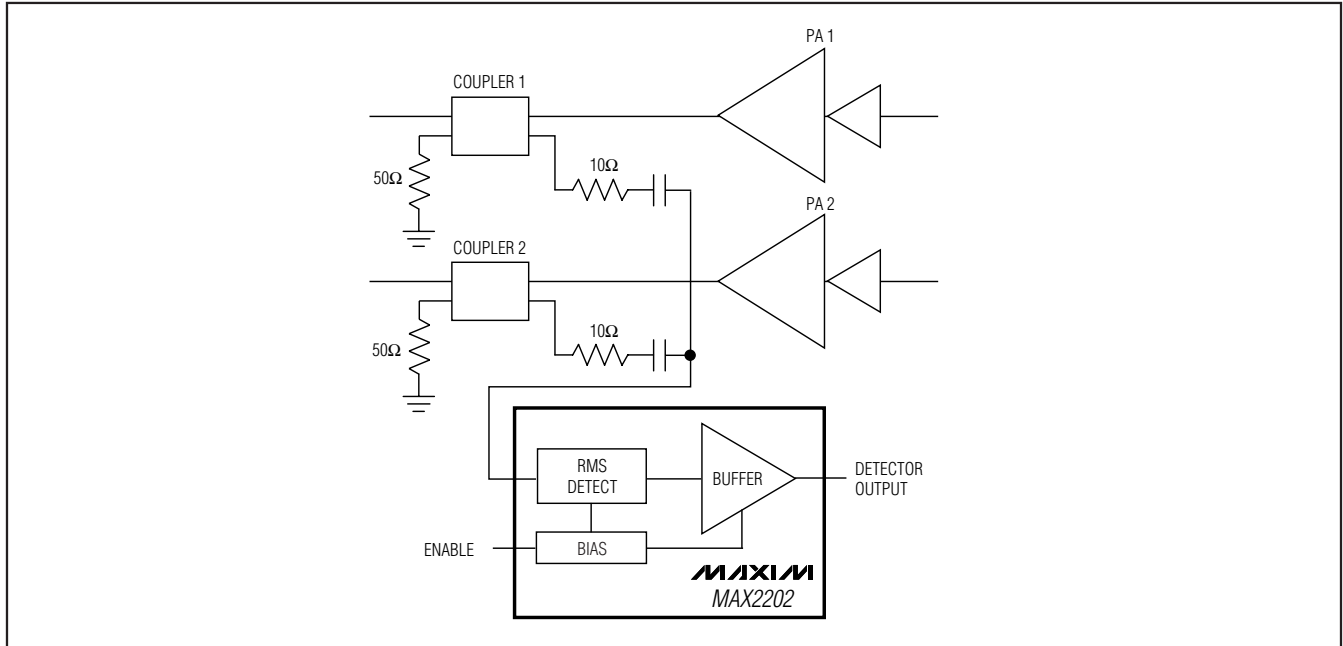 PA 1
COUPLER 1
10Ω
50Ω
PA 2
COUPLER 2
10Ω
50Ω
RMS
DETECT
BUFFER
DETECTOR
OUTPUT
ENABLE
BIAS
MAXIM
MAX2202